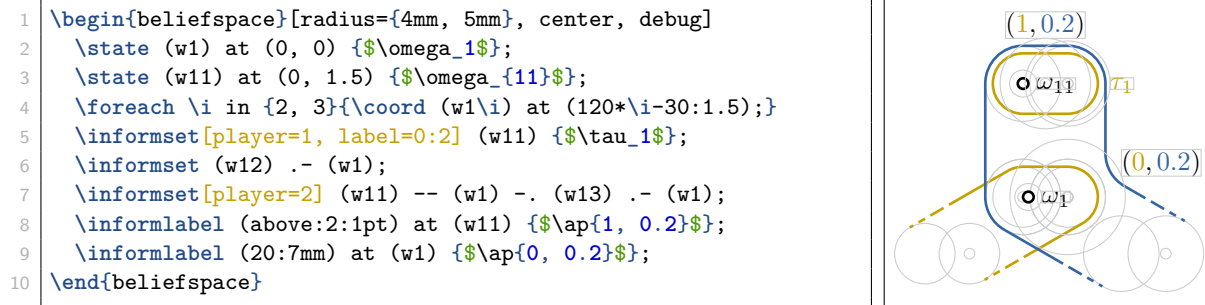 1 \begin{beliefspace}[radius={4mm, 5mm}, center, debug]
2 \state (w1) at (0, 0) {$\omega_1$};
3 \state (w11) at (0, 1.5) {$\omega_{11}$};
4 \foreach \i in {2, 3}{\coord (w1\i) at (120*\i-30:1.5);}
5 \informset[player=1, label=0:2] (w11) {$\tau_1$};
6 \informset (w12) .- (w1);
7 \informset[player=2] (w11) -- (w1) -. (w13) .- (w1);
8 \informlabel (above:2:1pt) at (w11) {$\ap{1, 0.2}$};
9 \informlabel (20:7mm) at (w1) {$\ap{0, 0.2}$};
10 \end{beliefspace}
(1, 0.2)
ω₁₁
τ₁
(0, 0.2)
ω₁